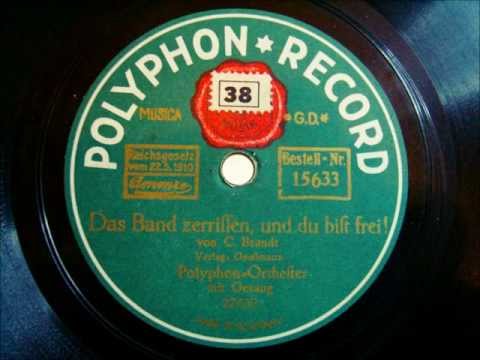 POLYPHON ★ RECORD
38
MUSICA
* G.D. *
Reichsgesetz
vom 22.5.1910
Ammre
Bestell-Nr.
15633
Das Band zerrissen, und du bist frei!
von C. Brandt
Polyphon-Orchester
mit Gesang